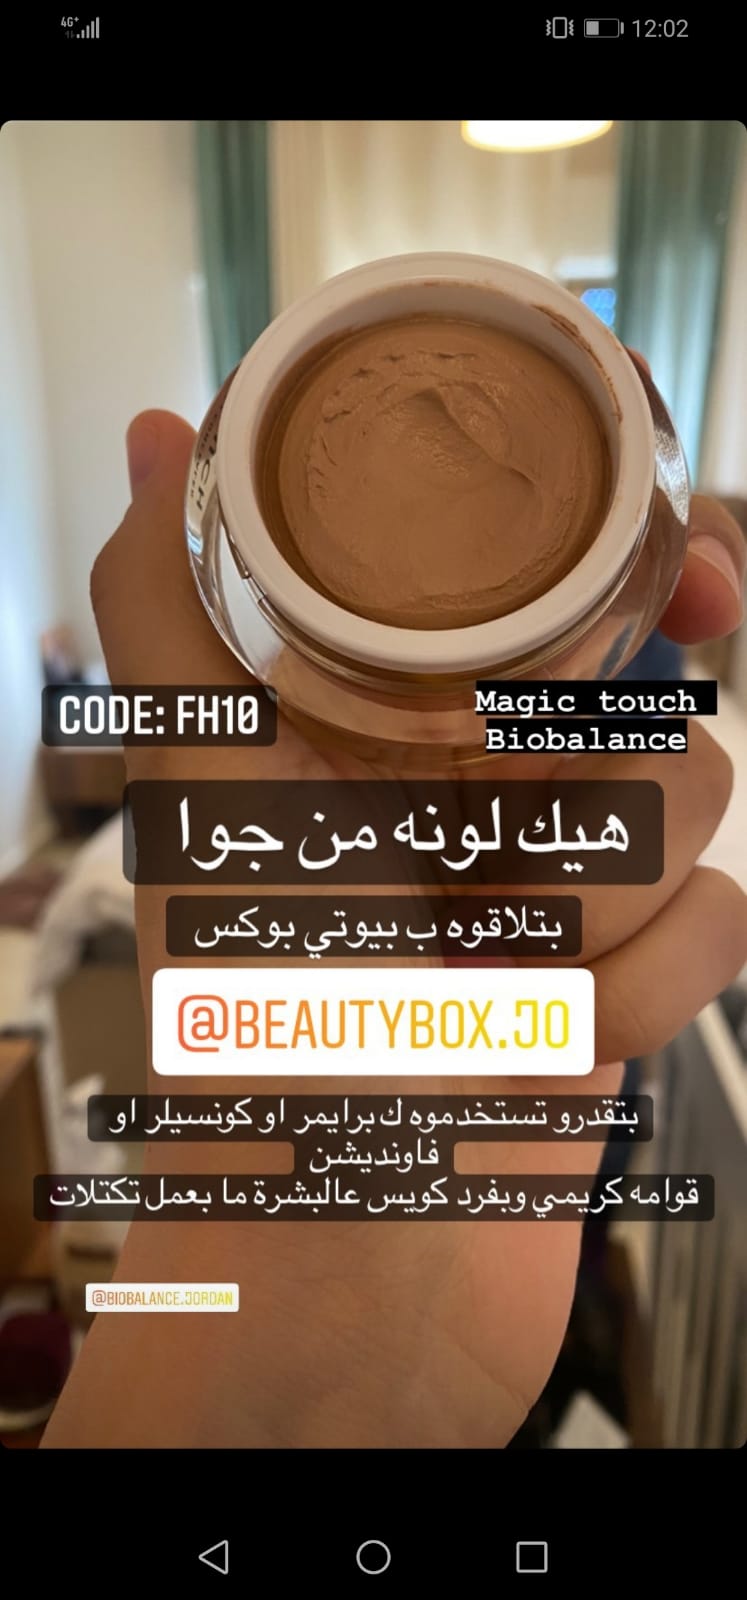 4G+
12:02
CODE: FH10
Magic touch
Biobalance
هيك لونه من جوا
بتلاقوه ب بيوتي بوكس
@BEAUTYBOX.JO
بتقدرو تستخدموه ك برايمر او كونسيلر او
فاونديشن
قوامه كريمي وبفرد كويس عالبشرة ما بعمل تكتلات
@BIOBALANCE.JORDAN